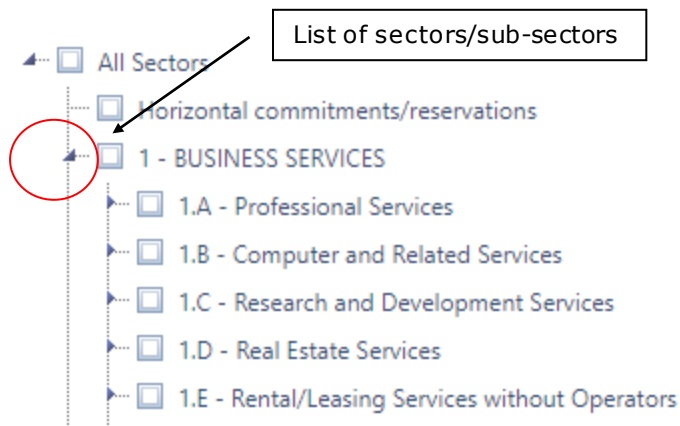 List of sectors/sub-sectors
All Sectors
Horizontal commitments/reservations
1 - BUSINESS SERVICES
1.A - Professional Services
1.B - Computer and Related Services
1.C - Research and Development Services
1.D - Real Estate Services
1.E - Rental/Leasing Services without Operators